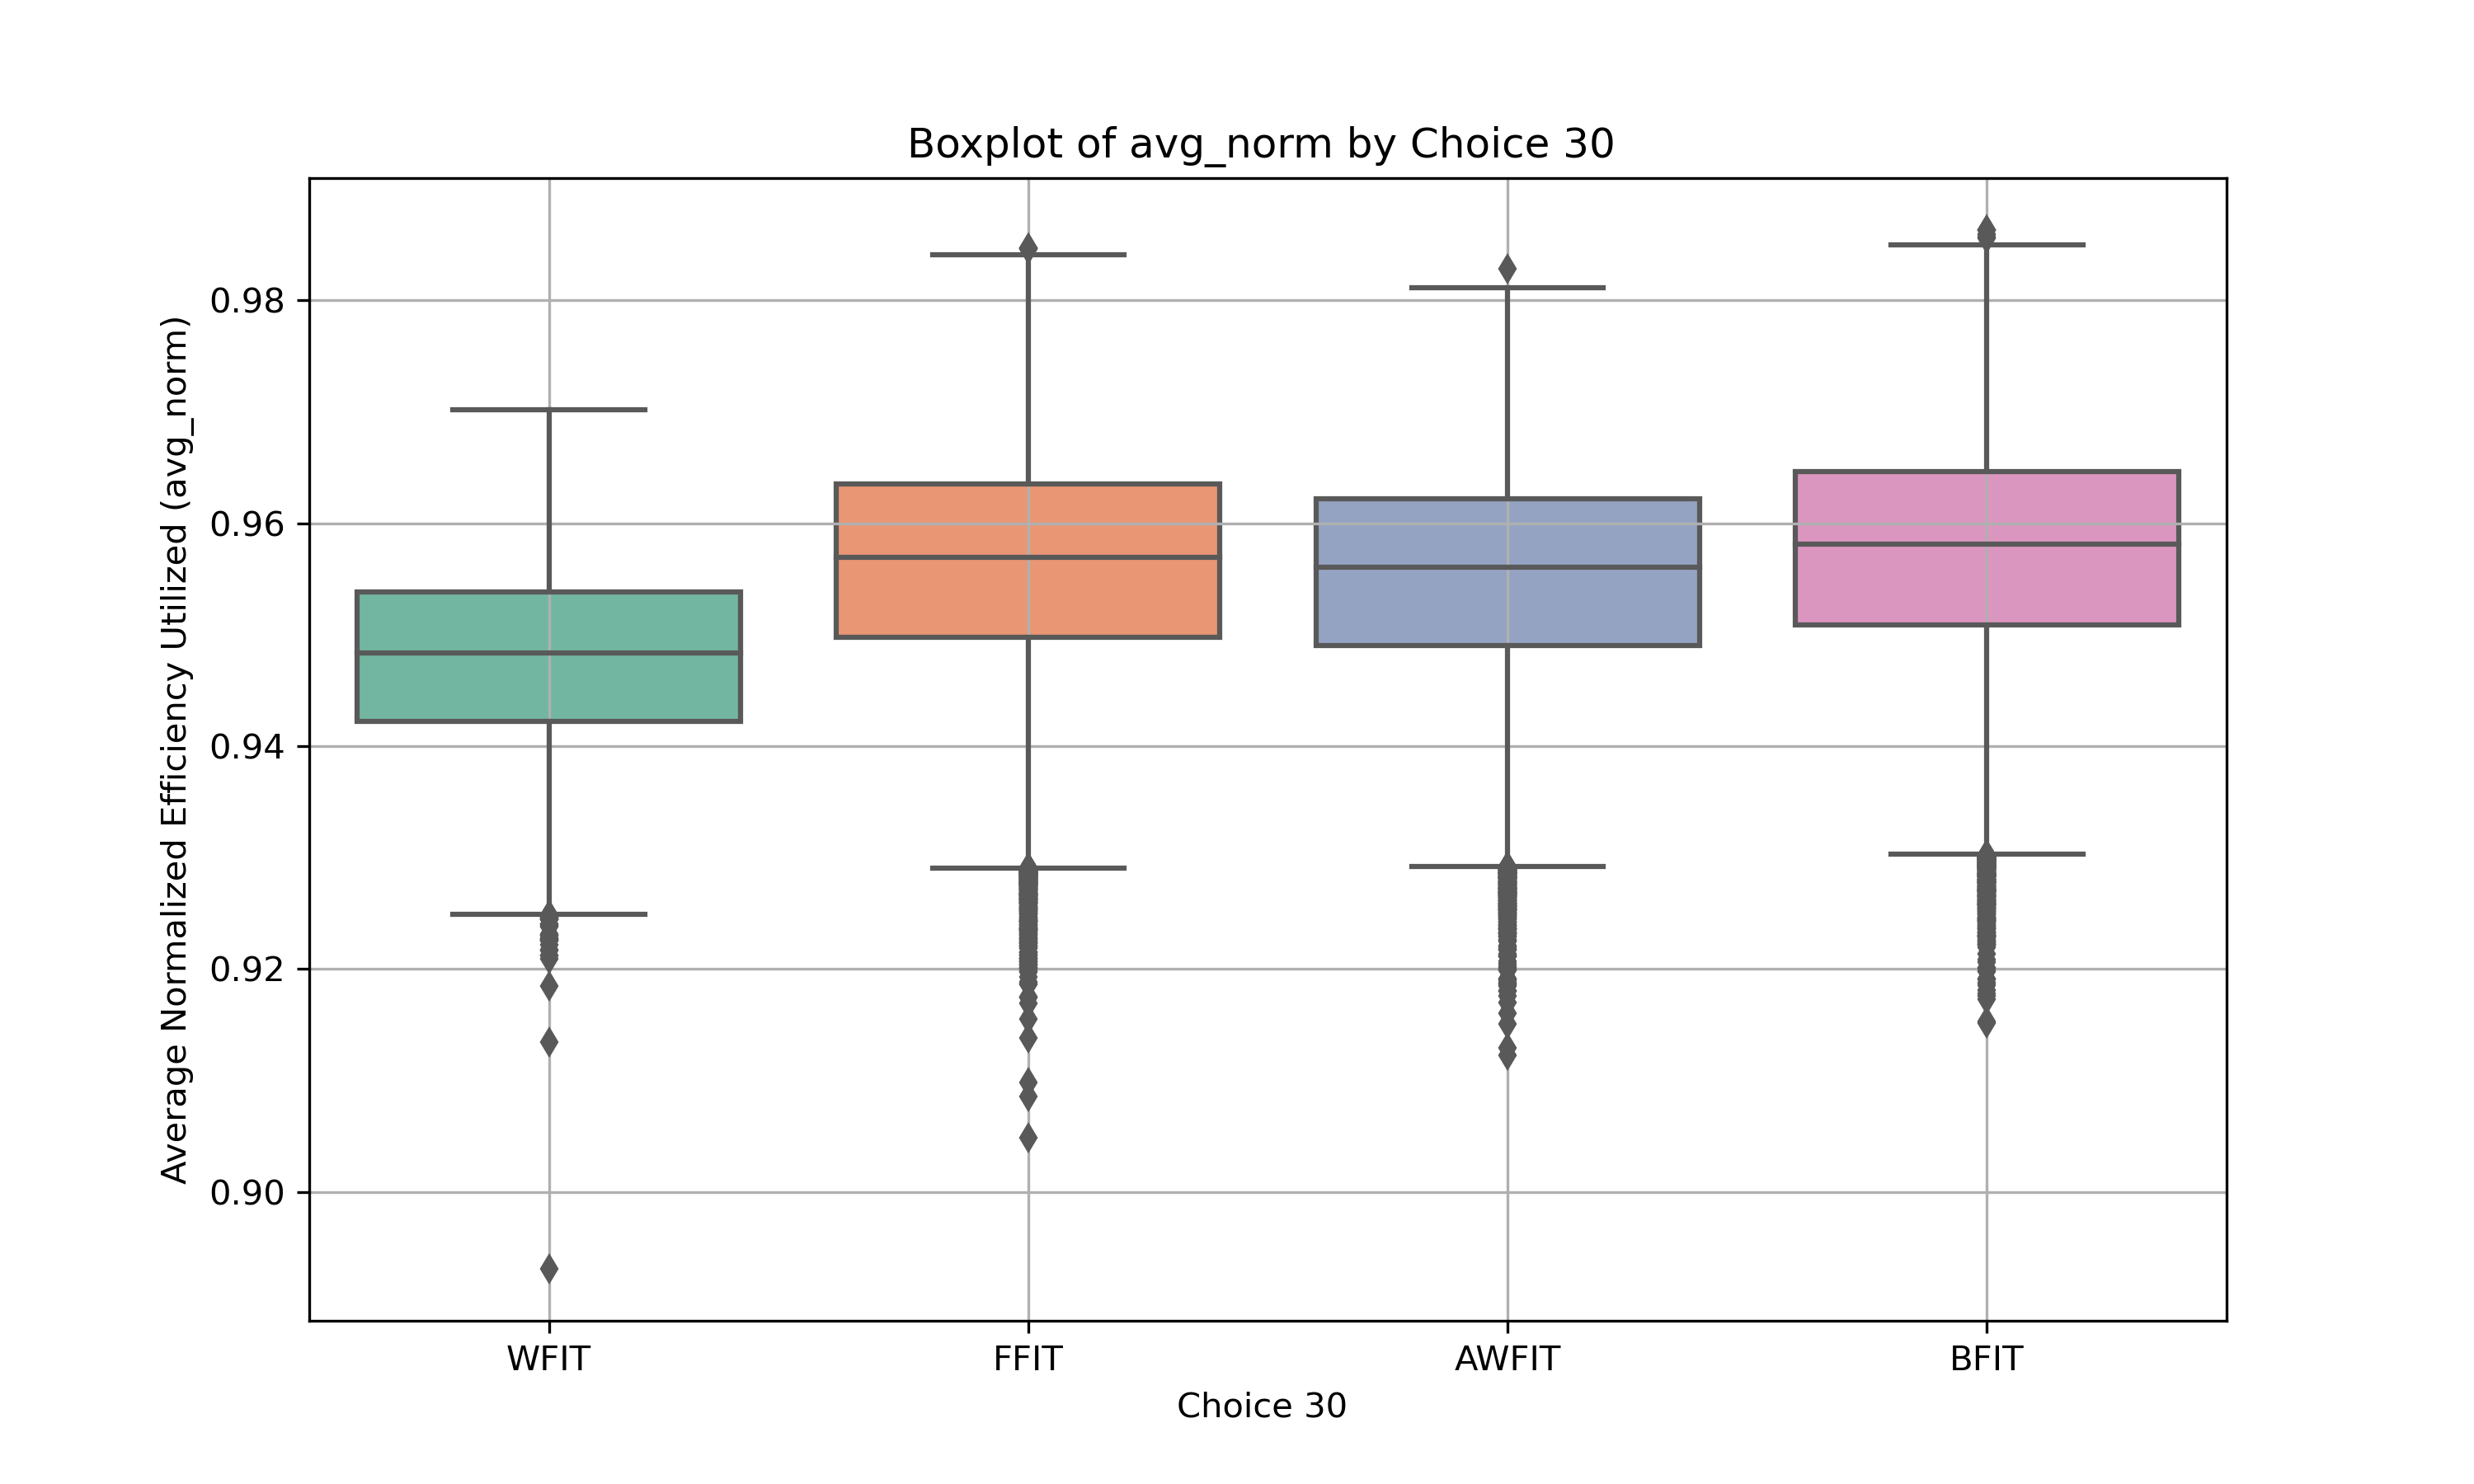 Boxplot of avg_norm by Choice 30
Average Normalized Efficiency Utilized (avg_norm)
0.98
0.96
0.94
0.92
0.90
WFIT
FFIT
AWFIT
BFIT
Choice 30